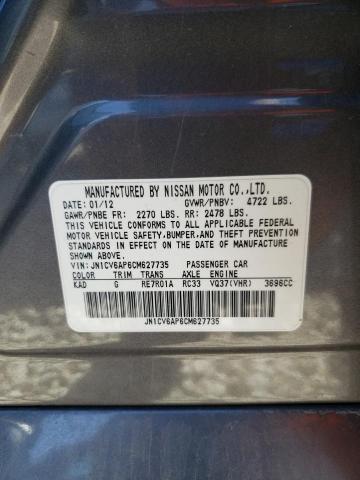 MANUFACTURED BY NISSAN MOTOR CO.,LTD.
DATE: 01/12 GVWR/PNBV: 4722 LBS.
GAWR/PNBE FR: 2270 LBS. RR: 2478 LBS.
THIS VEHICLE CONFORMS TO ALL APPLICABLE FEDERAL
MOTOR VEHICLE SAFETY,BUMPER, AND THEFT PREVENTION
STANDARDS IN EFFECT ON THE DATE OF MANUFACTURE
SHOWN ABOVE.
VIN: JN1CV6AP6CM627735 PASSENGER CAR
COLOR TRIM TRANS AXLE ENGINE
KAD G RE7R01A RC33 VQ37(VHR) 3696CC
JN1CV6AP6CM627735